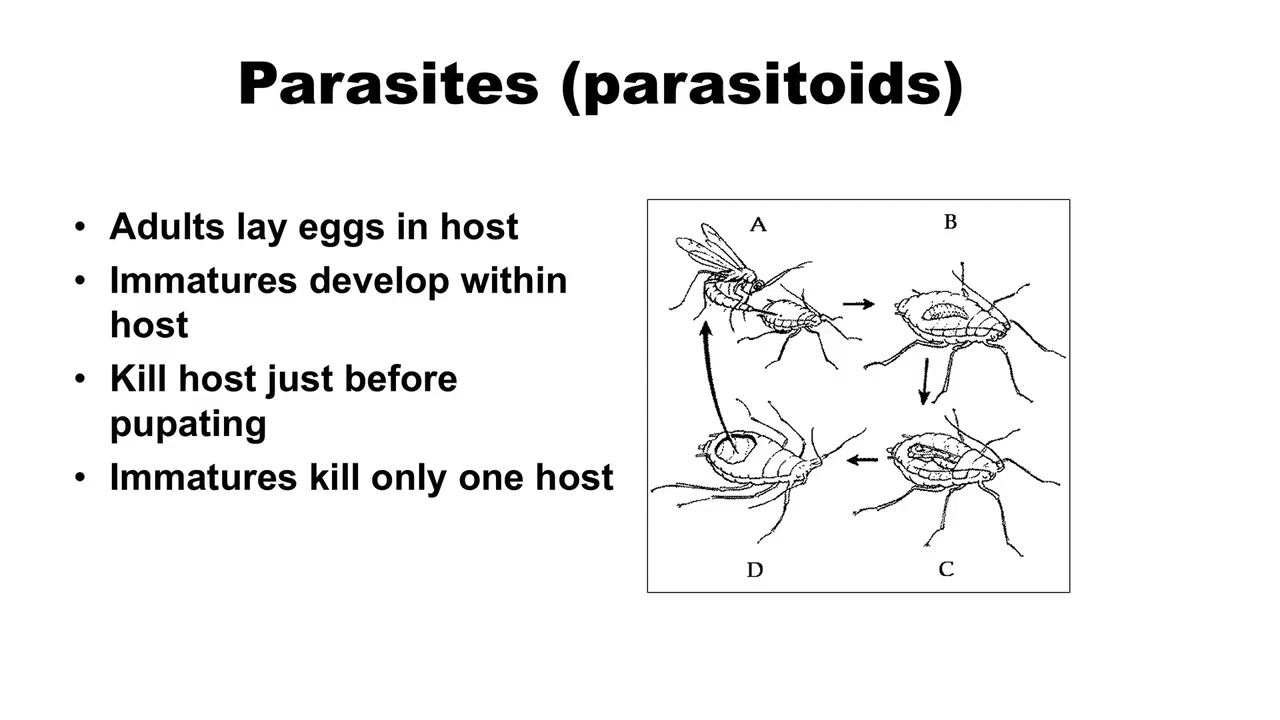 Parasites (parasitoids)
• Adults lay eggs in host
• Immatures develop within
host
• Kill host just before
pupating
• Immatures kill only one host
A
B
D
C